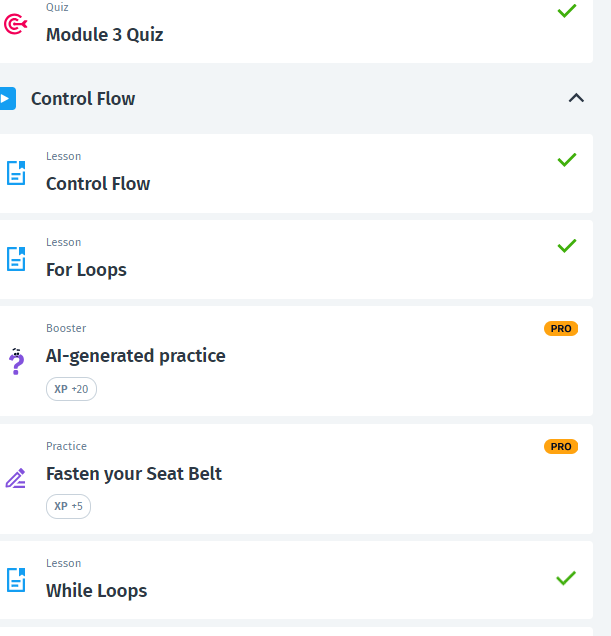 Quiz
Module 3 Quiz
Control Flow
Lesson
Control Flow
Lesson
For Loops
Booster
PRO
AI-generated practice
XP +20
Practice
PRO
Fasten your Seat Belt
XP +5
Lesson
While Loops